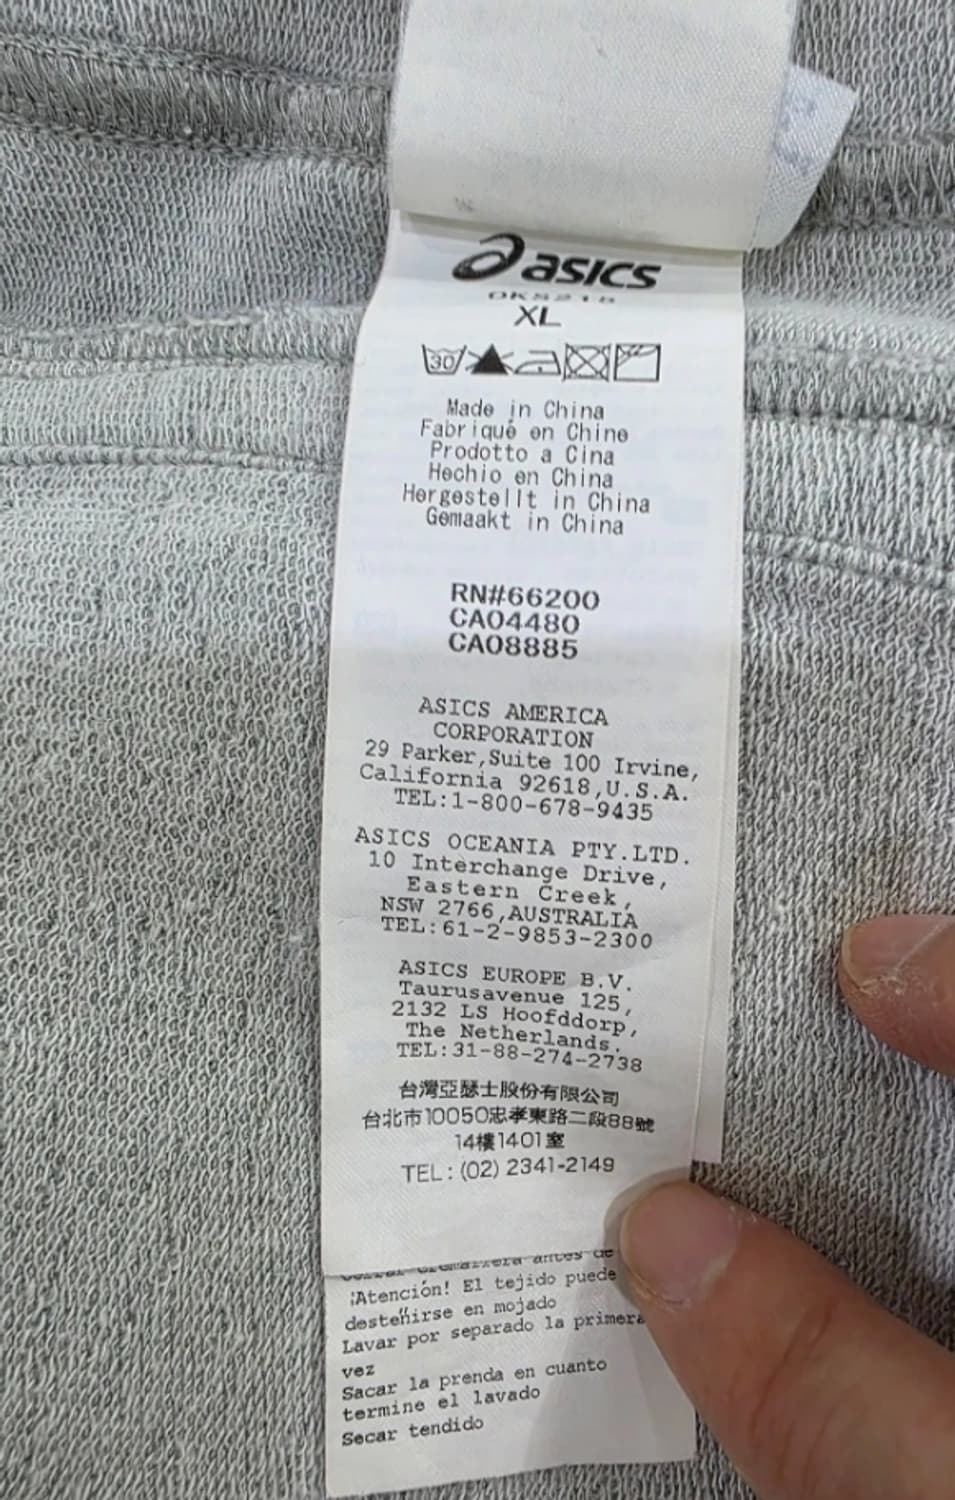 asics
XL
30
Made in China
Fabriqué en Chine
Prodotto a Cina
Hechio en China
Hergestellt in China
Gemaakt in China
RN#66200
CA04480
CA08885
ASICS AMERICA
CORPORATION
29 Parker,Suite 100 Irvine,
California 92618,U.S.A.
TEL:1-800-678-9435
ASICS OCEANIA PTY.LTD.
10 Interchange Drive,
Eastern Creek,
NSW 2766,AUSTRALIA
TEL:61-2-9853-2300
ASICS EUROPE B.V.
Taurusavenue 125,
2132 LS Hoofddorp,
The Netherlands.
TEL:31-88-274-2738
台灣亞瑟士股份有限公司
台北市10050忠孝東路二段88號
14樓1401室
TEL: (02) 2341-2149
cremallera antes de
¡Atención! El tejido puede
desteñirse en mojado
Lavar por separado la primera
vez
Sacar la prenda en cuanto
termine el lavado
Secar tendido